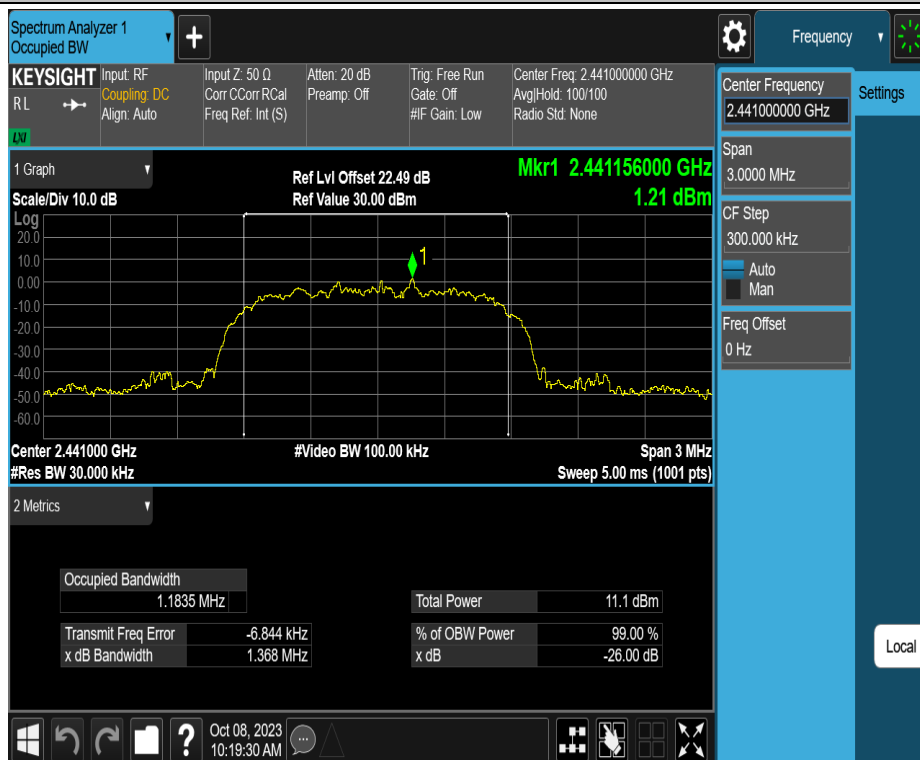 Spectrum Analyzer 1
Occupied BW
+
Frequency
KEYSIGHT
RL
LXI
Input: RF
Coupling: DC
Align: Auto
Input Z: 50 Ω
Corr CCorr RCal
Freq Ref: Int (S)
Atten: 20 dB
Preamp: Off
Trig: Free Run
Gate: Off
#IF Gain: Low
Center Freq: 2.441000000 GHz
Avg|Hold: 100/100
Radio Std: None
Center Frequency
2.441000000 GHz
Settings
Span
3.0000 MHz
CF Step
300.000 kHz
Auto
Man
Freq Offset
0 Hz
1 Graph
Scale/Div 10.0 dB
Ref Lvl Offset 22.49 dB
Ref Value 30.00 dBm
Mkr1 2.441156000 GHz
1.21 dBm
Log
20.0
10.0
0.00
-10.0
-20.0
-30.0
-40.0
-50.0
-60.0
1
Center 2.441000 GHz
#Video BW 100.00 kHz
Span 3 MHz
#Res BW 30.000 kHz
Sweep 5.00 ms (1001 pts)
2 Metrics
Occupied Bandwidth
1.1835 MHz
Total Power 11.1 dBm
Transmit Freq Error -6.844 kHz
% of OBW Power 99.00 %
x dB Bandwidth 1.368 MHz
x dB -26.00 dB
Local
?
Oct 08, 2023
10:19:30 AM